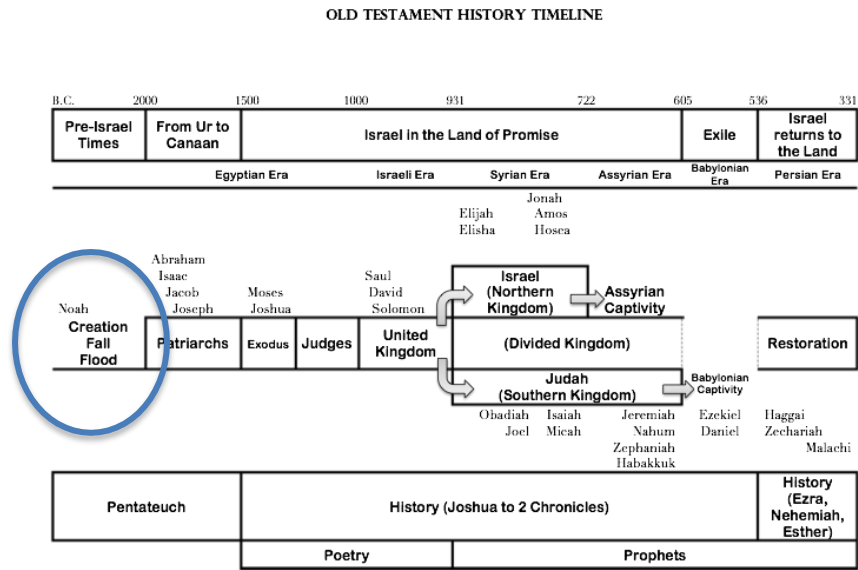 OLD TESTAMENT HISTORY TIMELINE
B.C. 2000 1500 1000 931 722 605 536 331
Pre-Israel Times
From Ur to Canaan
Israel in the Land of Promise
Exile
Israel returns to the Land
Egyptian Era
Israeli Era
Syrian Era
Assyrian Era
Babylonian Era
Persian Era
Jonah
Elijah Amos
Elisha Hosea
Abraham
Isaac
Jacob
Joseph
Noah
Moses
Joshua
Saul
David
Solomon
Creation
Fall
Flood
Patriarchs
Exodus
Judges
United
Kingdom
Israel
(Northern
Kingdom)
Assyrian
Captivity
(Divided Kingdom)
Restoration
Judah
(Southern Kingdom)
Babylonian
Captivity
Obadiah
Joel
Isaiah
Micah
Jeremiah
Nahum
Zephaniah
Habakkuk
Ezekiel
Daniel
Haggai
Zechariah
Malachi
Pentateuch
History (Joshua to 2 Chronicles)
History
(Ezra,
Nehemiah,
Esther)
Poetry
Prophets